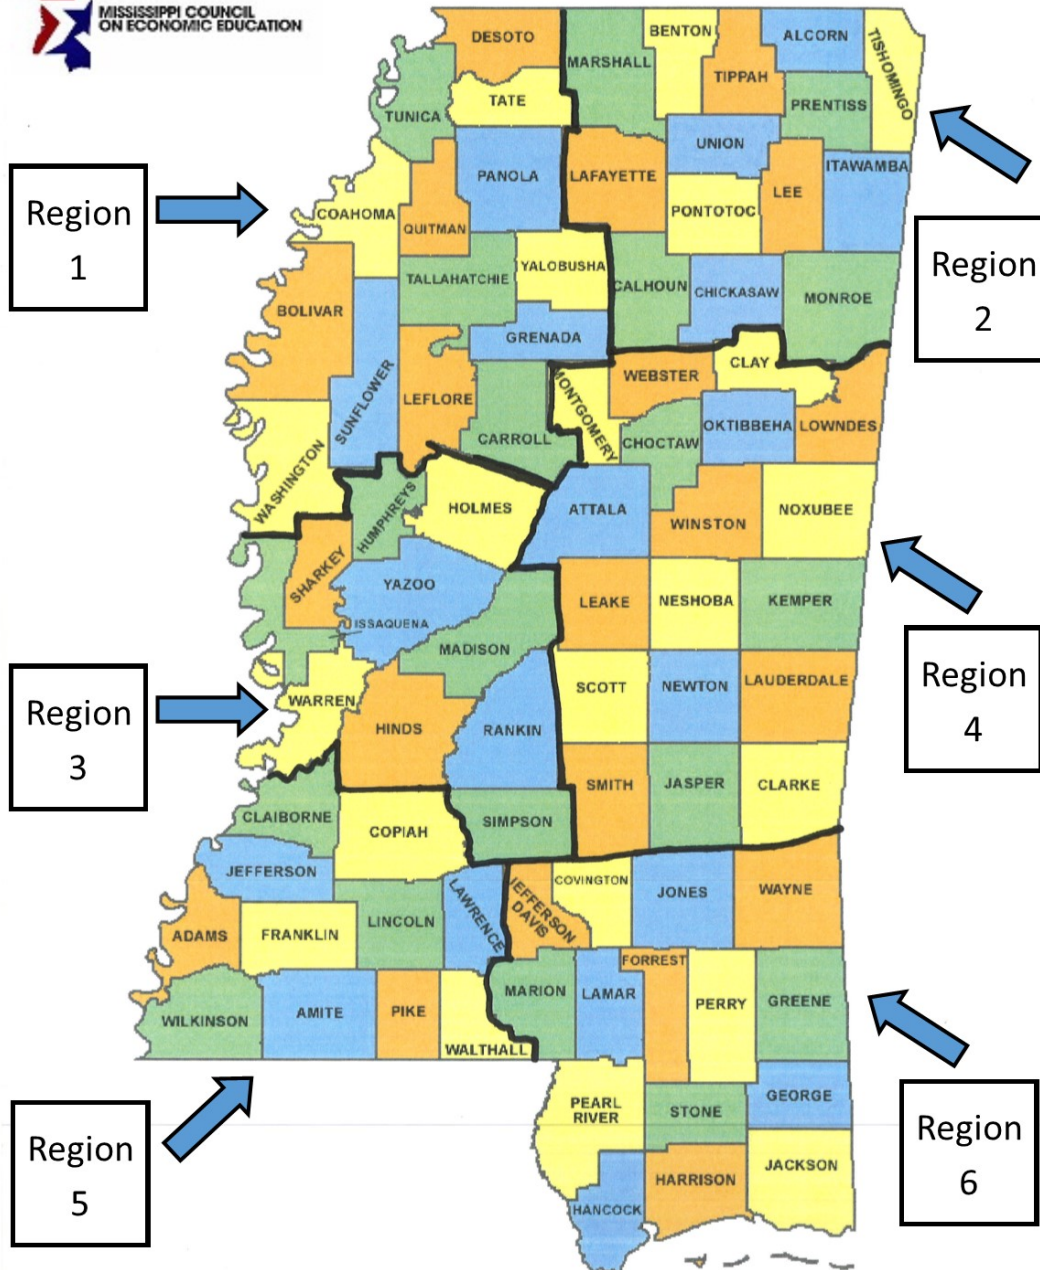 MISSISSIPPI COUNCIL
ON ECONOMIC EDUCATION
DESOTO
MARSHALL
BENTON
TIPPAH
ALCORN
TISHOMINGO
TUNICA
TATE
PRENTISS
UNION
PANOLA
LAFAYETTE
ITAWAMBA
LEE
PONTOTOC
Region
1
COAHOMA
QUITMAN
Region
2
TALLAHATCHIE
YALOBUSHA
CALHOUN
CHICKASAW
MONROE
BOLIVAR
GRENADA
SUNFLOWER
LEFLORE
CARROLL
MONTGOMERY
WEBSTER
CLAY
CHOCTAW
OKTIBBEHA
LOWNDES
WASHINGTON
HUMPHREYS
HOLMES
ATTALA
WINSTON
NOXUBEE
SHARKEY
YAZOO
ISSAQUENA
LEAKE
NESHOBA
KEMPER
MADISON
Region
3
WARREN
HINDS
RANKIN
SCOTT
NEWTON
LAUDERDALE
Region
4
SMITH
JASPER
CLARKE
CLAIBORNE
COPIAH
SIMPSON
JEFFERSON
LAWRENCE
JEFFERSON
DAVIS
COVINGTON
JONES
WAYNE
ADAMS
FRANKLIN
LINCOLN
WILKINSON
AMITE
PIKE
WALTHALL
MARION
LAMAR
FORREST
PERRY
GREENE
Region
5
PEARL
RIVER
STONE
GEORGE
Region
6
HANCOCK
HARRISON
JACKSON